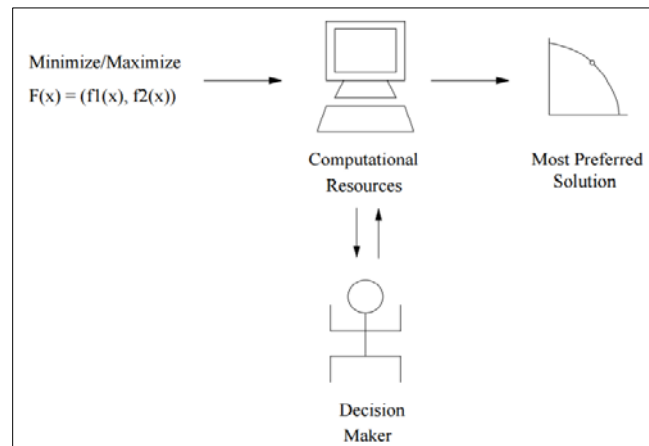 Minimize/Maximize
F(x) = (f1(x), f2(x))
Computational
Resources
Most Preferred
Solution
Decision
Maker